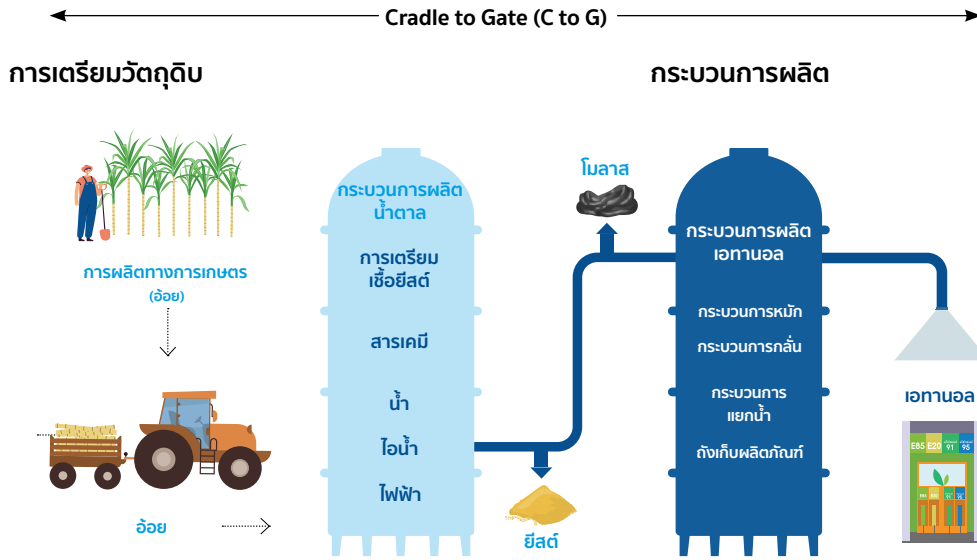 Cradle to Gate (C to G)
การเตรียมวัตถุดิบ
กระบวนการผลิต
การผลิตทางการเกษตร
(อ้อย)
อ้อย
กระบวนการผลิต
น้ำตาล
การเตรียม
เชื้อยีสต์
สารเคมี
น้ำ
ไอน้ำ
ไฟฟ้า
โมลาส
ยีสต์
กระบวนการผลิต
เอทานอล
กระบวนการหมัก
กระบวนการกลั่น
กระบวนการ
แยกน้ำ
ถังเก็บผลิตภัณฑ์
เอทานอล
E85 E20 91 95